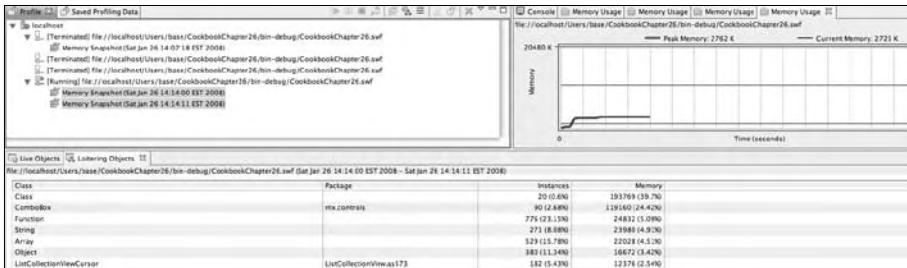 Profile Saved Profiling Data
localhost
[Terminated] file://localhost/Users/base/CookbookChapter26/bin-debug/CookbookChapter26.swf
Memory Snapshot (Sat Jan 26 14:07:18 EST 2008)
[Terminated] file://localhost/Users/base/CookbookChapter26/bin-debug/CookbookChapter26.swf
[Terminated] file://localhost/Users/base/CookbookChapter26/bin-debug/CookbookChapter26.swf
[Running] file://localhost/Users/base/CookbookChapter26/bin-debug/CookbookChapter26.swf
Memory Snapshot (Sat Jan 26 14:14:00 EST 2008)
Memory Snapshot (Sat Jan 26 14:14:11 EST 2008)
Console Memory Usage Memory Usage Memory Usage Memory Usage
file://localhost/Users/base/CookbookChapter26/bin-debug/CookbookChapter26.swf
Peak Memory: 2762 K Current Memory: 2721 K
20480 K
Memory
0 Time (seconds)
Live Objects Loitering Objects
file://localhost/Users/base/CookbookChapter26/bin-debug/CookbookChapter26.swf (Sat Jan 26 14:14:00 EST 2008 - Sat Jan 26 14:14:11 EST 2008)
Class Package Instances Memory
Class 20 (0.6%) 193769 (39.7%)
ComboBox mx.controls 90 (2.68%) 119160 (24.42%)
Function 776 (23.15%) 24832 (5.09%)
String 271 (8.08%) 23988 (4.92%)
Array 529 (15.78%) 22028 (4.51%)
Object 380 (11.34%) 16672 (3.42%)
ListCollectionViewCursor ListCollectionView.as$73 182 (5.43%) 12376 (2.54%)